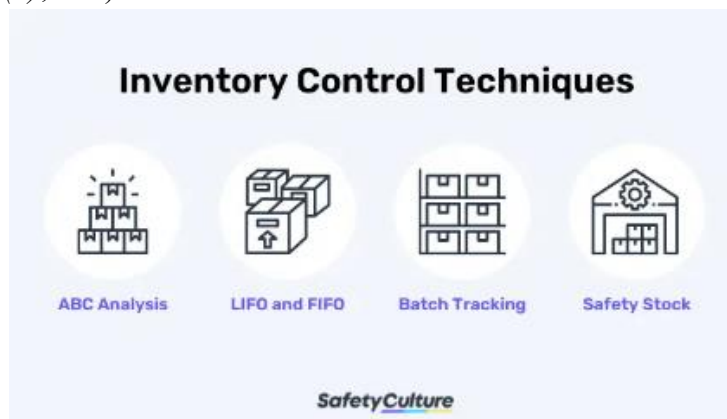 Inventory Control Techniques
ABC Analysis
LIFO and FIFO
Batch Tracking
Safety Stock
SafetyCulture